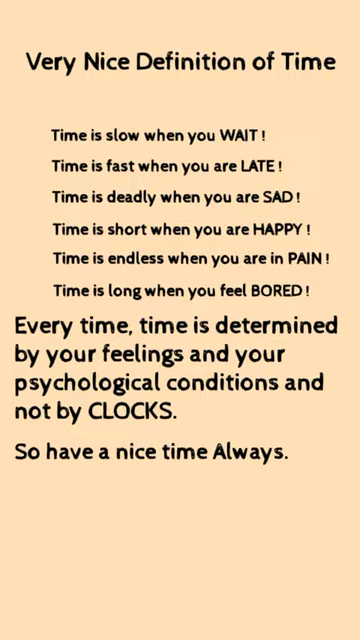 Very Nice Definition of Time
Time is slow when you WAIT !
Time is fast when you are LATE !
Time is deadly when you are SAD !
Time is short when you are HAPPY !
Time is endless when you are in PAIN !
Time is long when you feel BORED !
Every time, time is determined
by your feelings and your
psychological conditions and
not by CLOCKS.
So have a nice time Always.